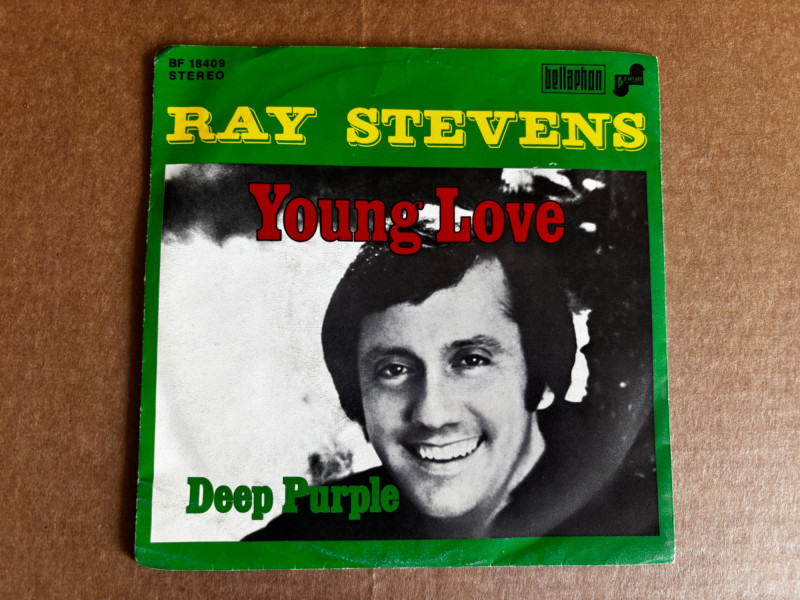 BF 18409
STEREO
bellaphon
RAY STEVENS
Young Love
Deep Purple